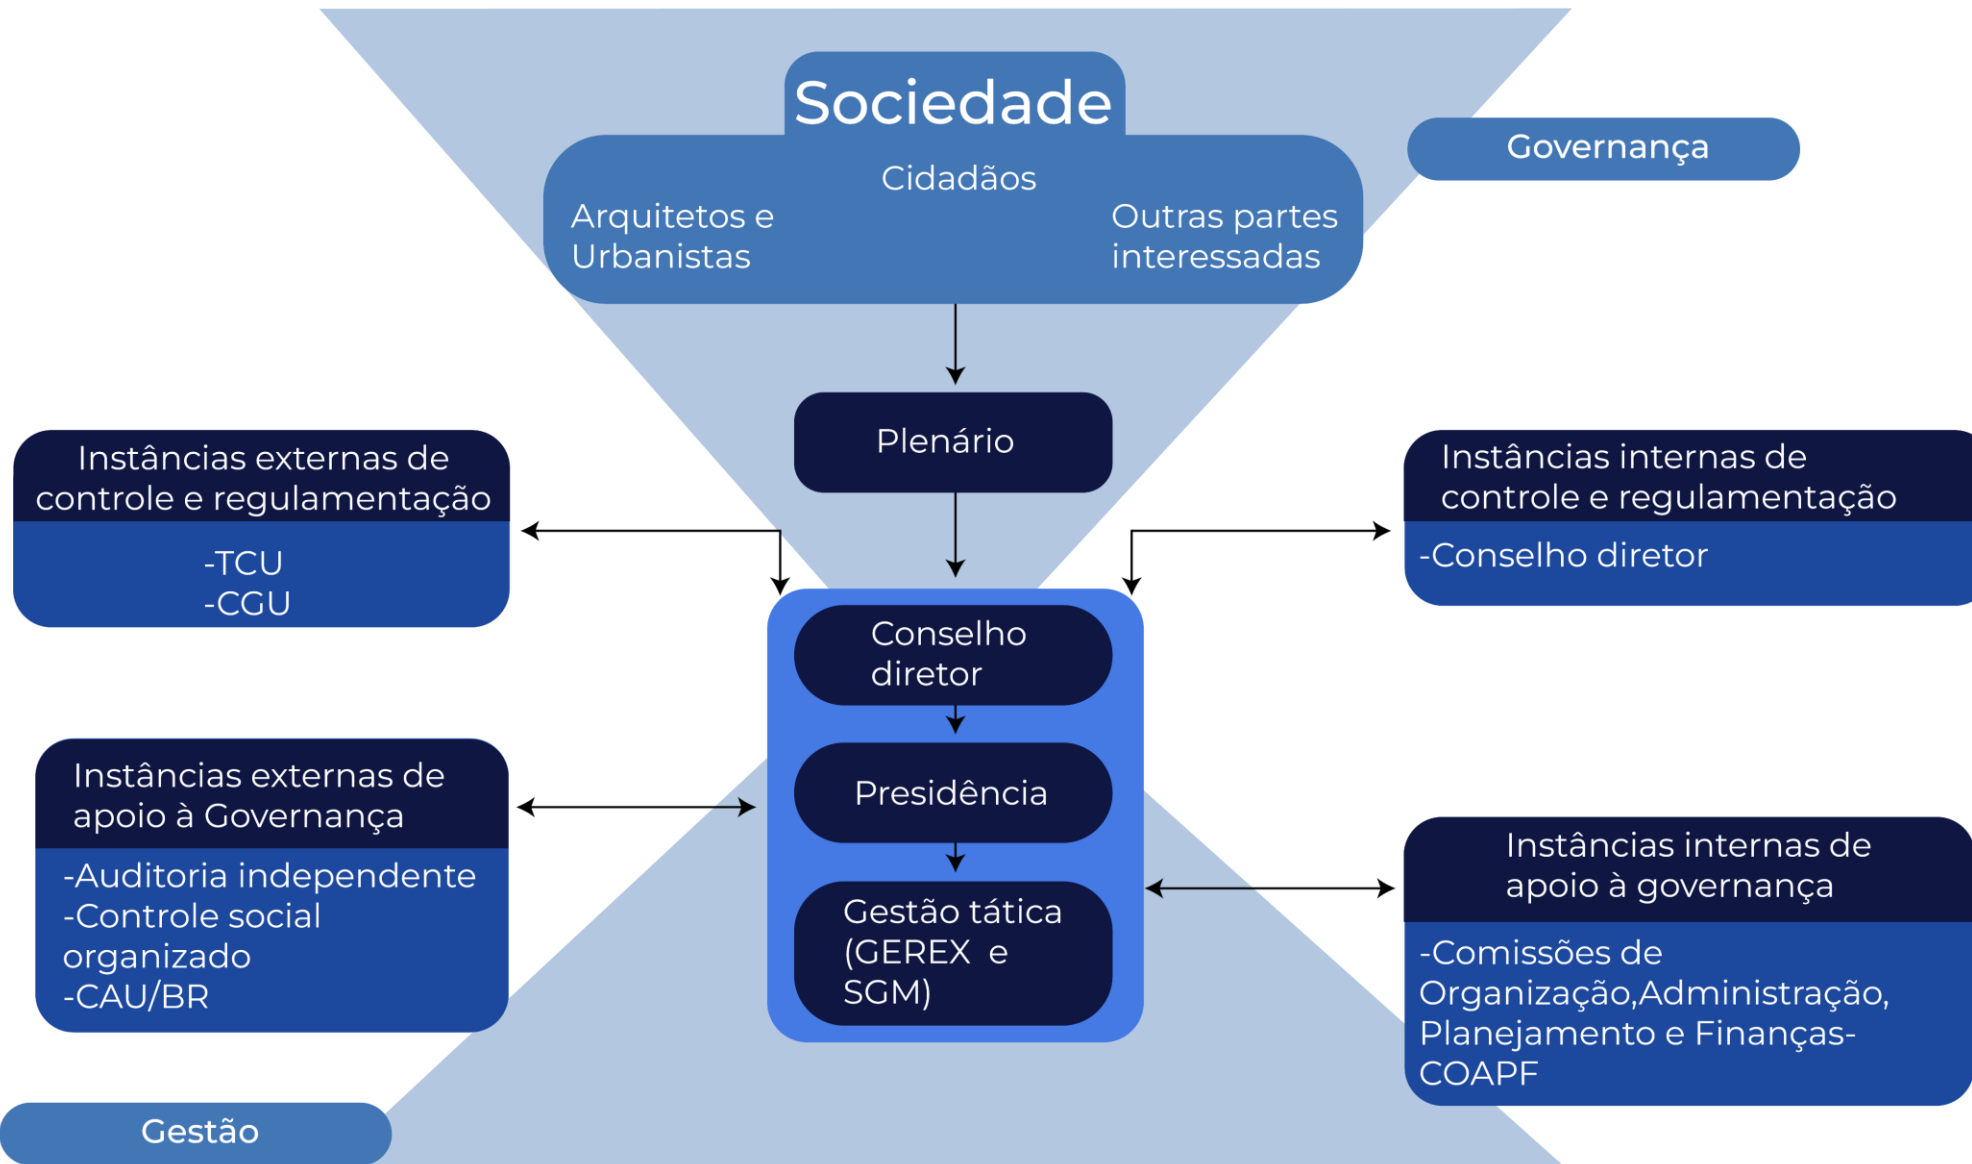 Sociedade
Cidadãos
Arquitetos e
Urbanistas
Outras partes
interessadas
Governança
Plenário
Instâncias externas de
controle e regulamentação
-TCU
-CGU
Instâncias internas de
controle e regulamentação
-Conselho diretor
Conselho
diretor
Presidência
Gestão tática
(GEREX e
SGM)
Instâncias externas de
apoio à Governança
-Auditoria independente
-Controle social
organizado
-CAU/BR
Instâncias internas de
apoio à governança
-Comissões de
Organização,Administração,
Planejamento e Finanças-
COAPF
Gestão